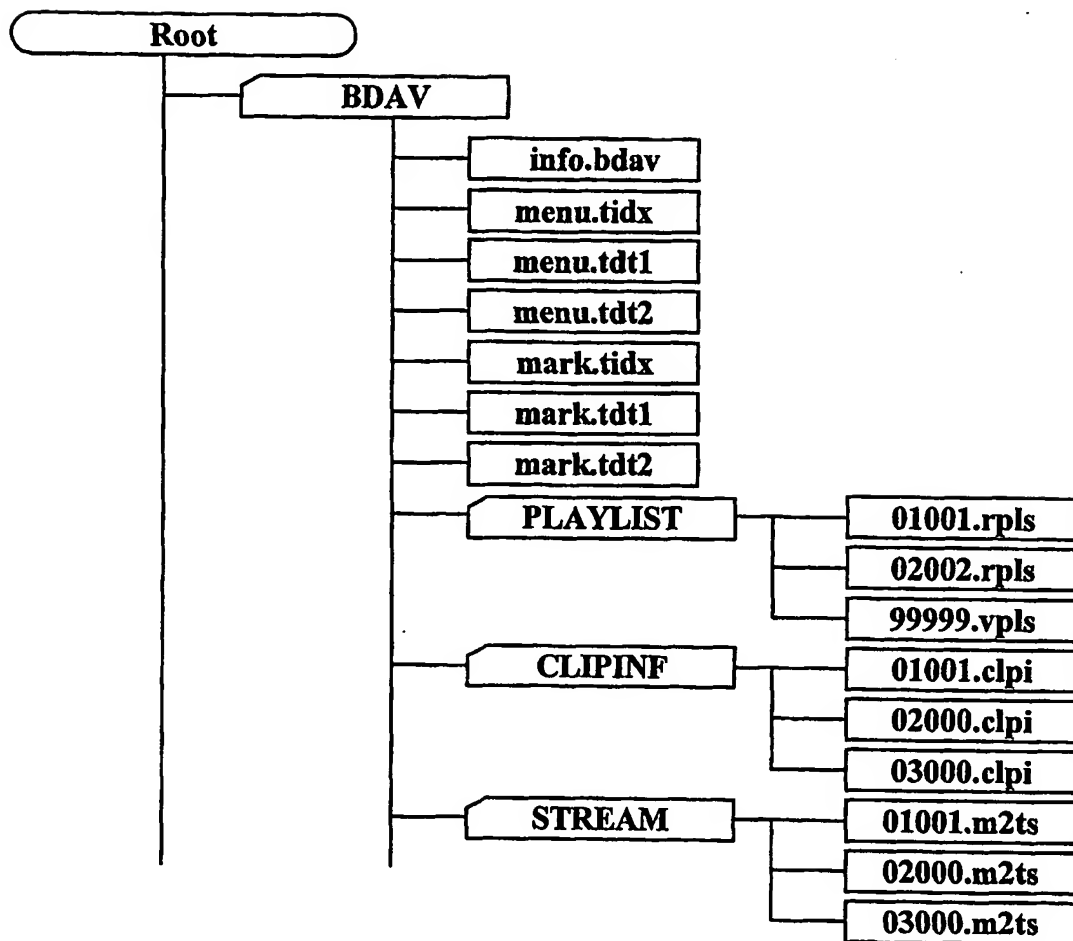 Root
BDAV
info.bdav
menu.tidx
menu.tdt1
menu.tdt2
mark.tidx
mark.tdt1
mark.tdt2
PLAYLIST
01001.rpls
02002.rpls
99999.vpls
CLIPINF
01001.clpi
02000.clpi
03000.clpi
STREAM
01001.m2ts
02000.m2ts
03000.m2ts